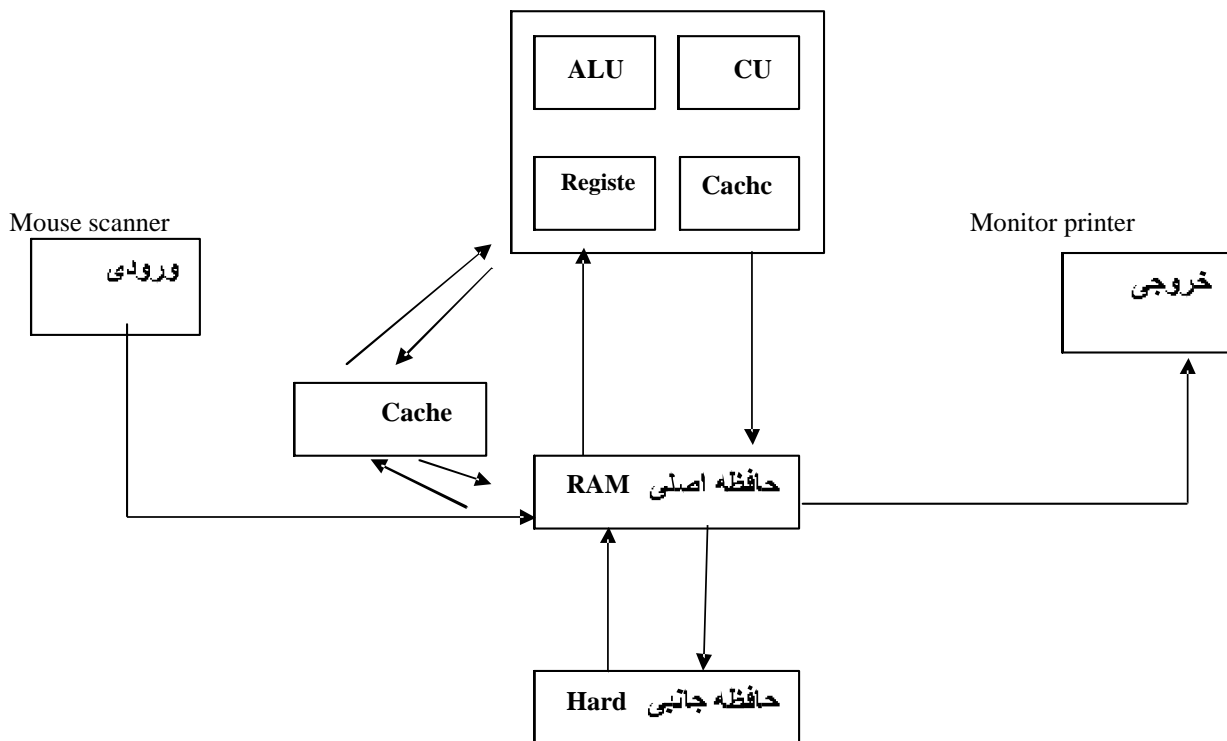 ALU
CU
Registe
Cachc
Mouse scanner
ورودی
Monitor printer
خروجی
Cache
RAM حافظه اصلی
Hard حافظه جانبی